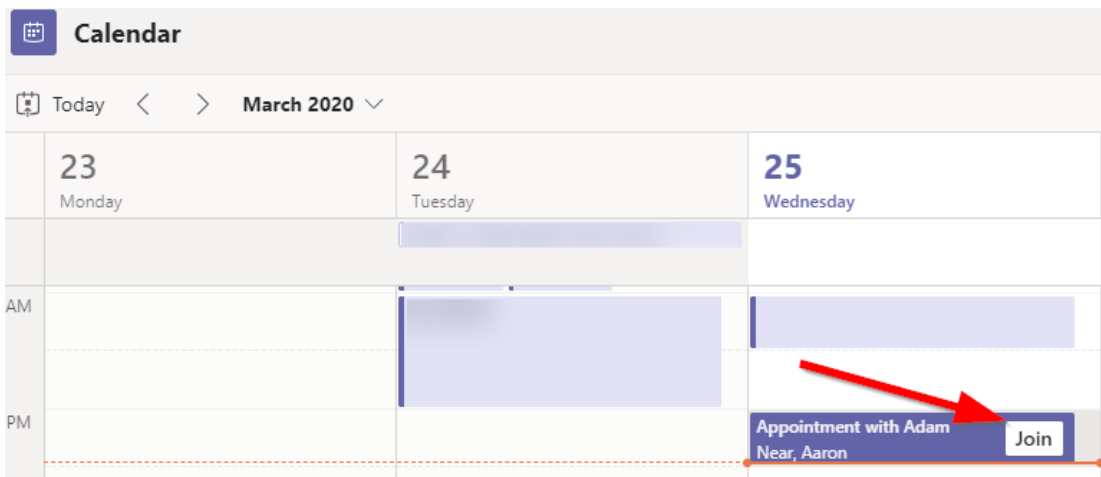 Calendar
Today March 2020
23 24 25
Monday Tuesday Wednesday
AM
PM
Appointment with Adam
Join
Near, Aaron